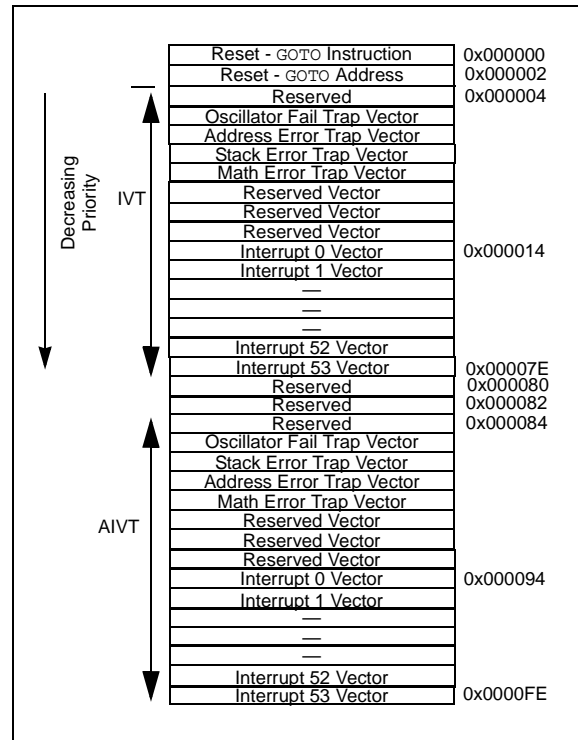 Reset - GOTO Instruction 0x000000
Reset - GOTO Address 0x000002
Reserved 0x000004
Oscillator Fail Trap Vector
Address Error Trap Vector
Stack Error Trap Vector
Math Error Trap Vector
Reserved Vector
Reserved Vector
Reserved Vector
Interrupt 0 Vector 0x000014
Interrupt 1 Vector
—
—
—
Interrupt 52 Vector
Interrupt 53 Vector 0x00007E
Reserved 0x000080
Reserved 0x000082
Reserved 0x000084
Oscillator Fail Trap Vector
Stack Error Trap Vector
Address Error Trap Vector
Math Error Trap Vector
Reserved Vector
Reserved Vector
Reserved Vector
Interrupt 0 Vector 0x000094
Interrupt 1 Vector
—
—
—
Interrupt 52 Vector
Interrupt 53 Vector 0x0000FE
Decreasing
Priority
IVT
AIVT